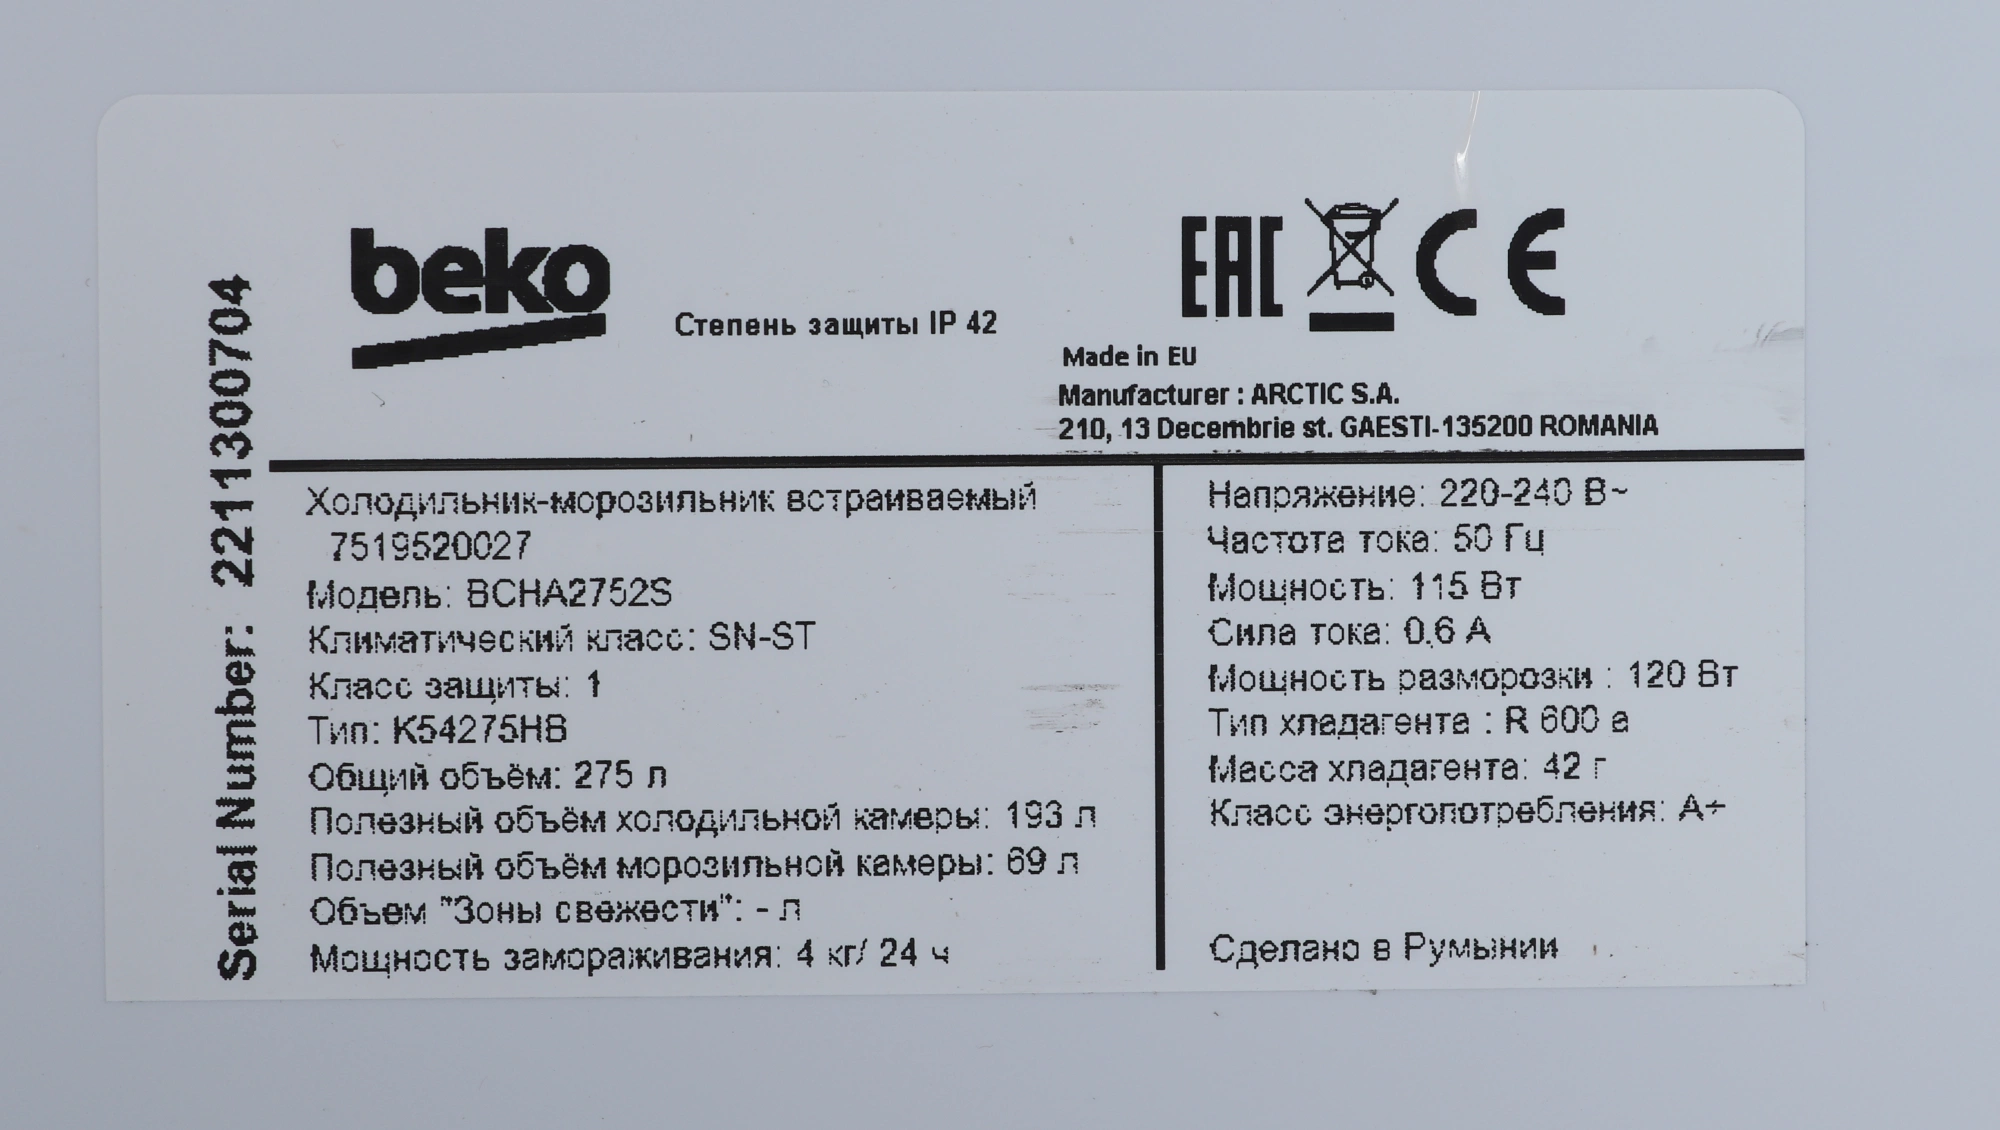 Serial Number: 221130070​4
beko
Степень защиты IP 42
EAC CE
Made in EU
Manufacturer : ARCTIC S.A.
210, 13 Decembrie st. GAESTI-135200 ROMANIA
Холодильник-морозильник встраиваемый
7519520027
Модель: BCHA2752S
Климатический класс: SN-ST
Класс защиты: 1
Тип: K54275HB
Общий объём: 275 л
Полезный объём холодильной камеры: 193 л
Полезный объём морозильной камеры: 69 л
Объем "Зоны свежести": - л
Мощность замораживания: 4 кг/ 24 ч
Напряжение: 220-240 В~
Частота тока: 50 Гц
Мощность: 115 Вт
Сила тока: 0,6 А
Мощность разморозки : 120 Вт
Тип хладагента : R 600 a
Масса хладагента: 42 г
Класс энергопотребления: A+
Сделано в Румынии